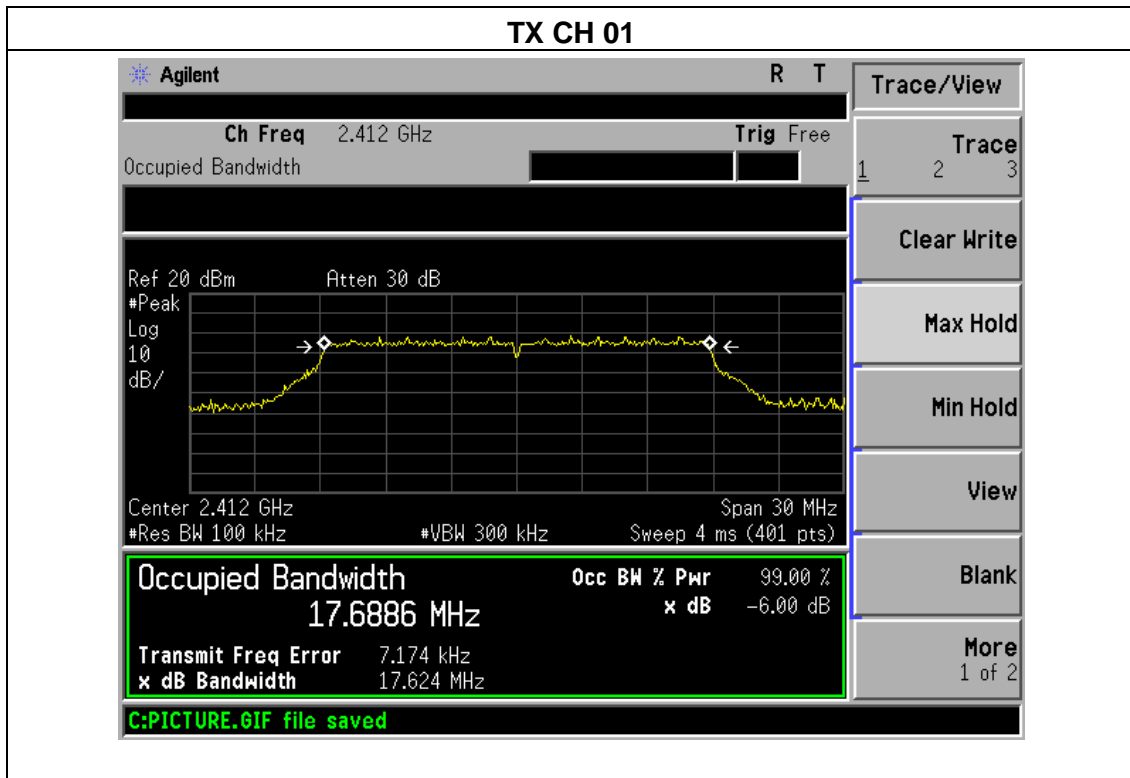 TX CH 01
Agilent R T
Ch Freq 2.412 GHz Trig Free
Occupied Bandwidth
Ref 20 dBm Atten 30 dB
#Peak
Log
10
dB/
Center 2.412 GHz Span 30 MHz
#Res BW 100 kHz #VBW 300 kHz Sweep 4 ms (401 pts)
Occupied Bandwidth Occ BW % Pwr 99.00 %
17.6886 MHz x dB -6.00 dB
Transmit Freq Error 7.174 kHz
x dB Bandwidth 17.624 MHz
C:PICTURE.GIF file saved
Trace/View
Trace
1 2 3
Clear Write
Max Hold
Min Hold
View
Blank
More
1 of 2